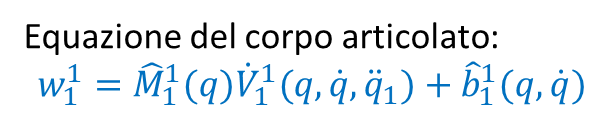 Equazione del corpo articolato:
$w_1^1 = \hat{M}_1^1(q)\dot{V}_1^1(q, \dot{q}, \ddot{q}_1) + \hat{b}_1^1(q, \dot{q})$